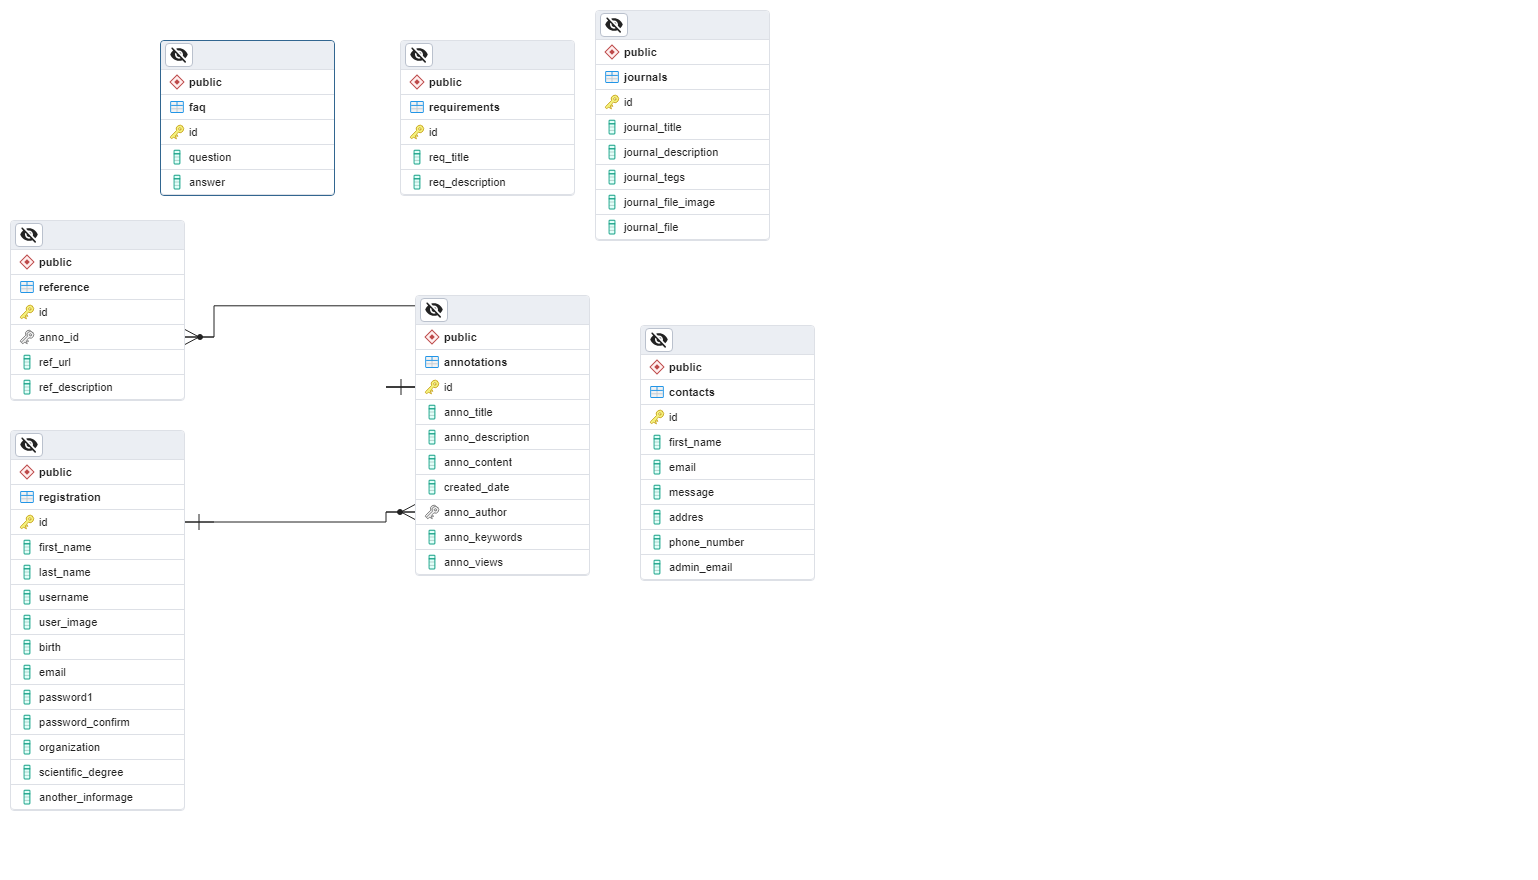 public
faq
id
question
answer
public
requirements
id
req_title
req_description
public
journals
id
journal_title
journal_description
journal_tegs
journal_file_image
journal_file
public
reference
id
anno_id
ref_url
ref_description
public
annotations
id
anno_title
anno_description
anno_content
created_date
anno_author
anno_keywords
anno_views
public
contacts
id
first_name
email
message
addres
phone_number
admin_email
public
registration
id
first_name
last_name
username
user_image
birth
email
password1
password_confirm
organization
scientific_degree
another_informage